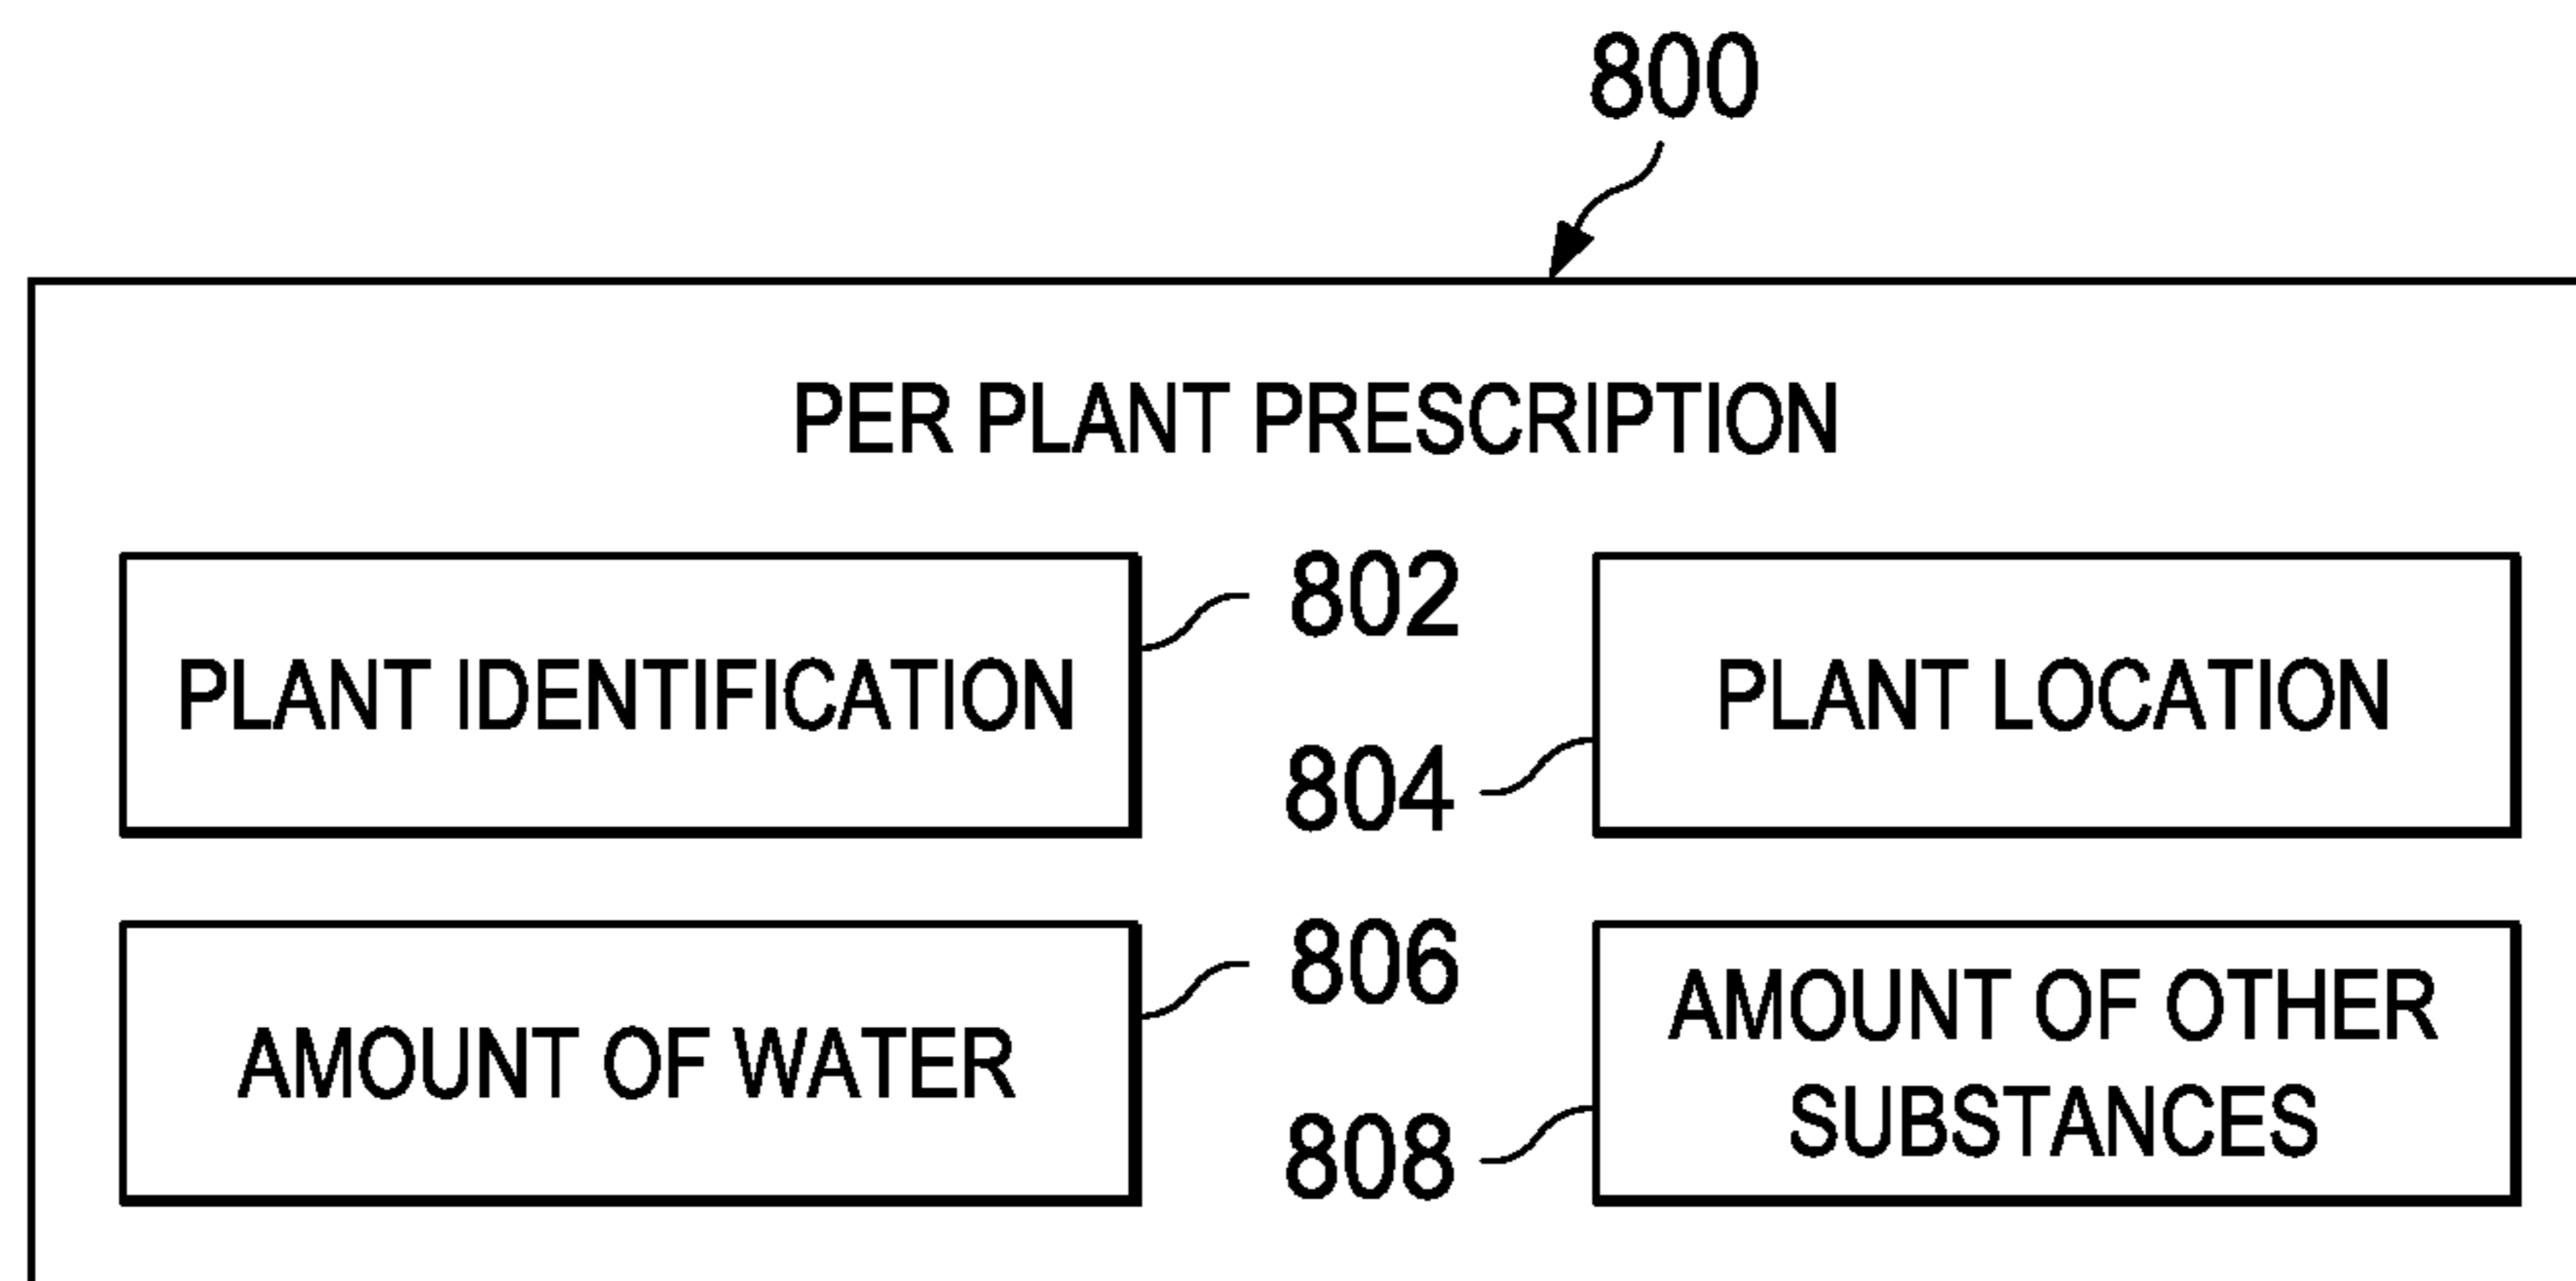 800
PER PLANT PRESCRIPTION
PLANT IDENTIFICATION
802
804
PLANT LOCATION
AMOUNT OF WATER
806
808
AMOUNT OF OTHER
SUBSTANCES